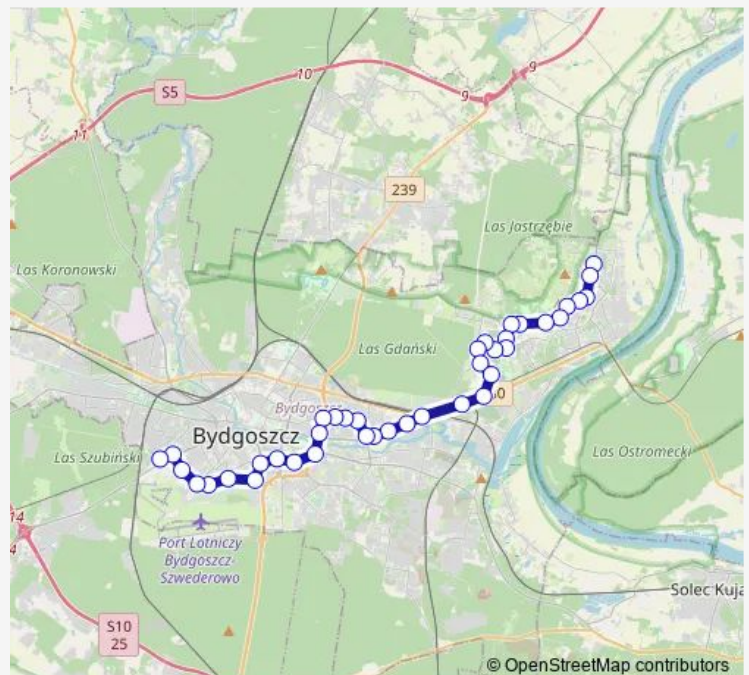 10
9
9
S5
11
239
Las Jastrzębie
Las Koronowski
Las Gdański
Bydgoszcz
Las Szubiński
Las Ostromecki
14
Port Lotniczy
Bydgoszcz-
Szwederowo
Solec Kuja
S10
25
© OpenStreetMap contributors